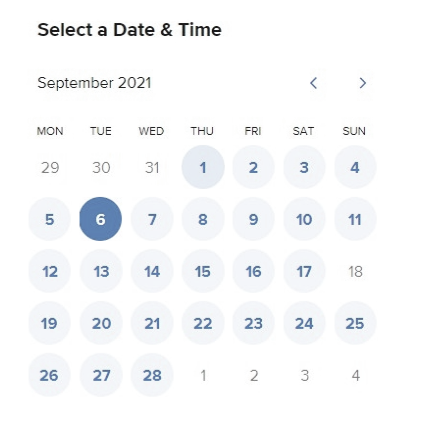 Select a Date & Time
September 2021
MON TUE WED THU FRI SAT SUN
29 30 31 1 2 3 4
5 6 7 8 9 10 11
12 13 14 15 16 17 18
19 20 21 22 23 24 25
26 27 28 1 2 3 4